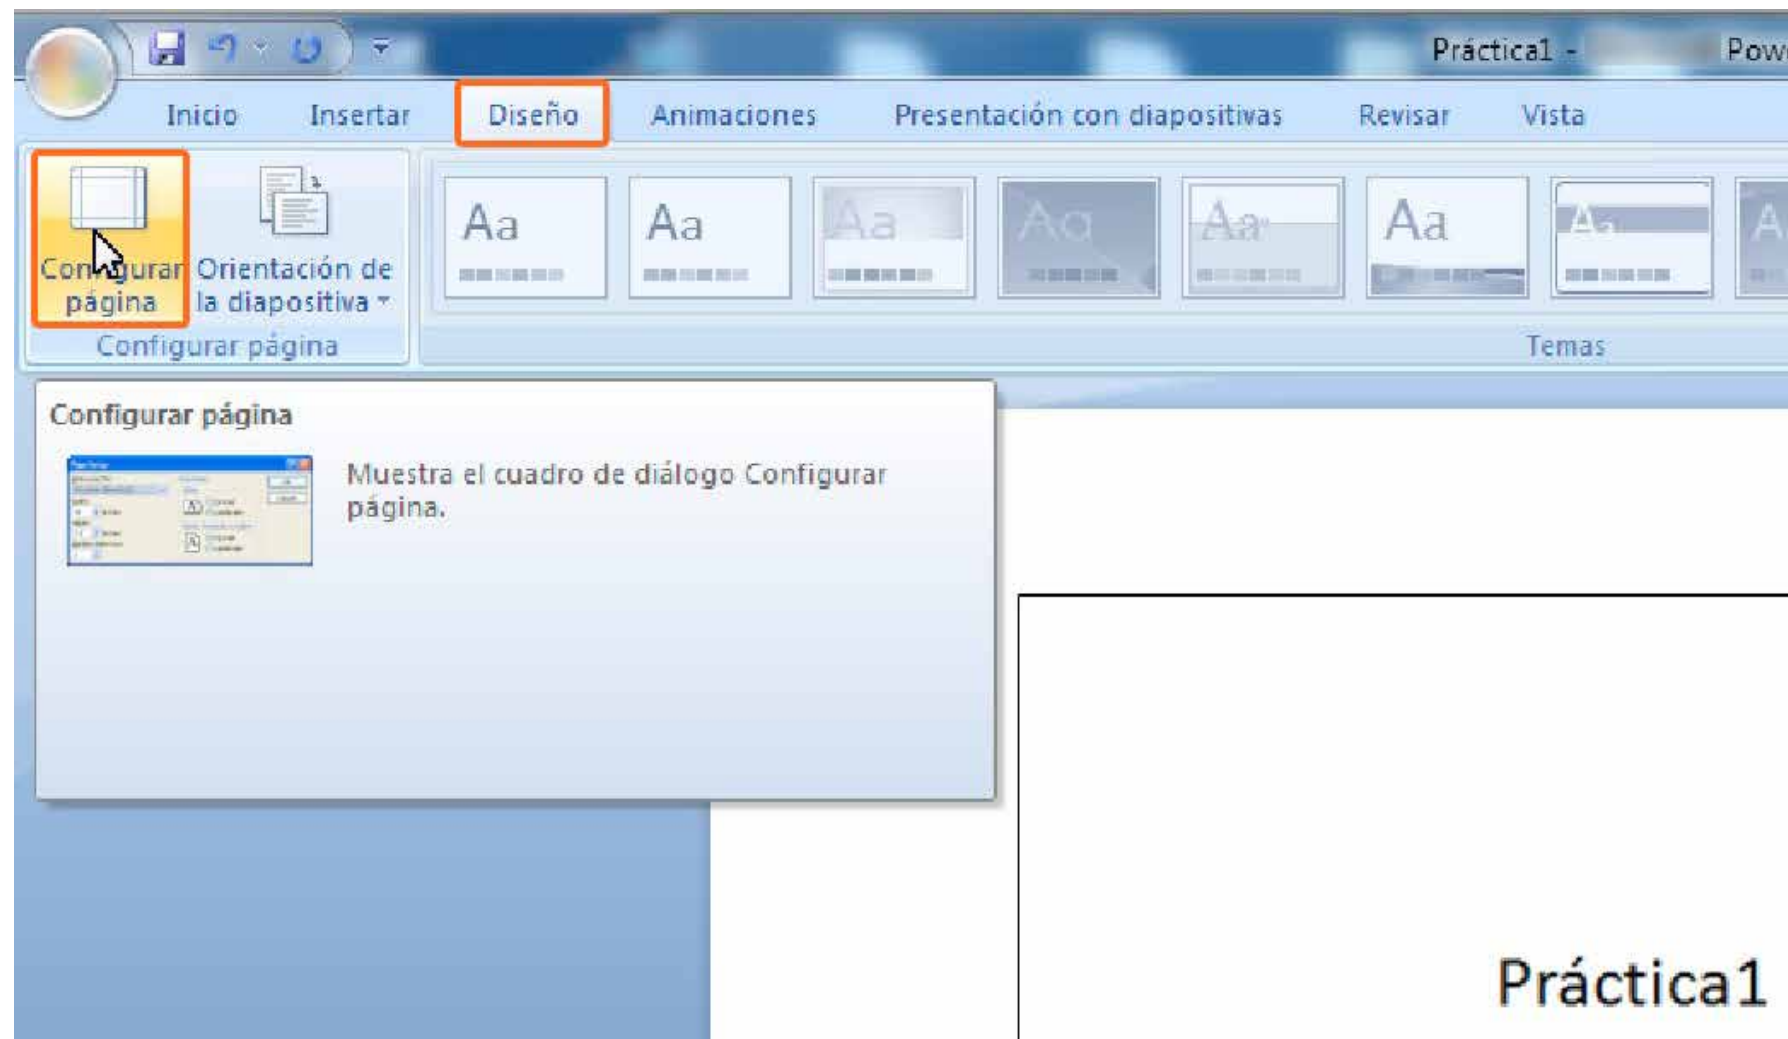 Práctica1 - Pow
Inicio Insertar Diseño Animaciones Presentación con diapositivas Revisar Vista
Aa Aa Aa Aa Aa Aa Aa A
Configurar página
Orientación de la diapositiva
Configurar página
Temas
Configurar página
Muestra el cuadro de diálogo Configurar
página.
Práctica1